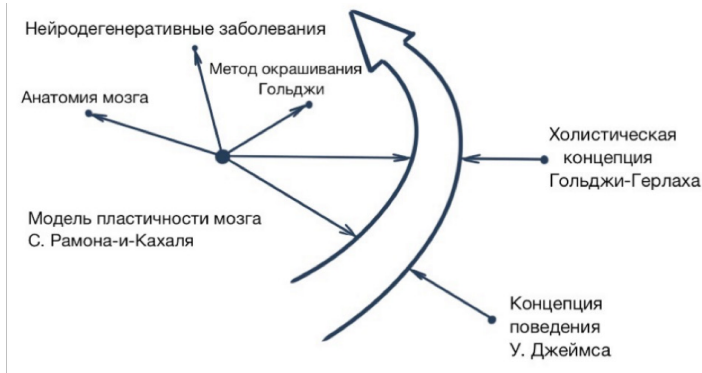 Нейродегенеративные заболевания
Метод окрашивания
Гольджи
Анатомия мозга
Холистическая
концепция
Гольджи-Герлаха
Модель пластичности мозга
С. Рамона-и-Кахаля
Концепция
поведения
У. Джеймса